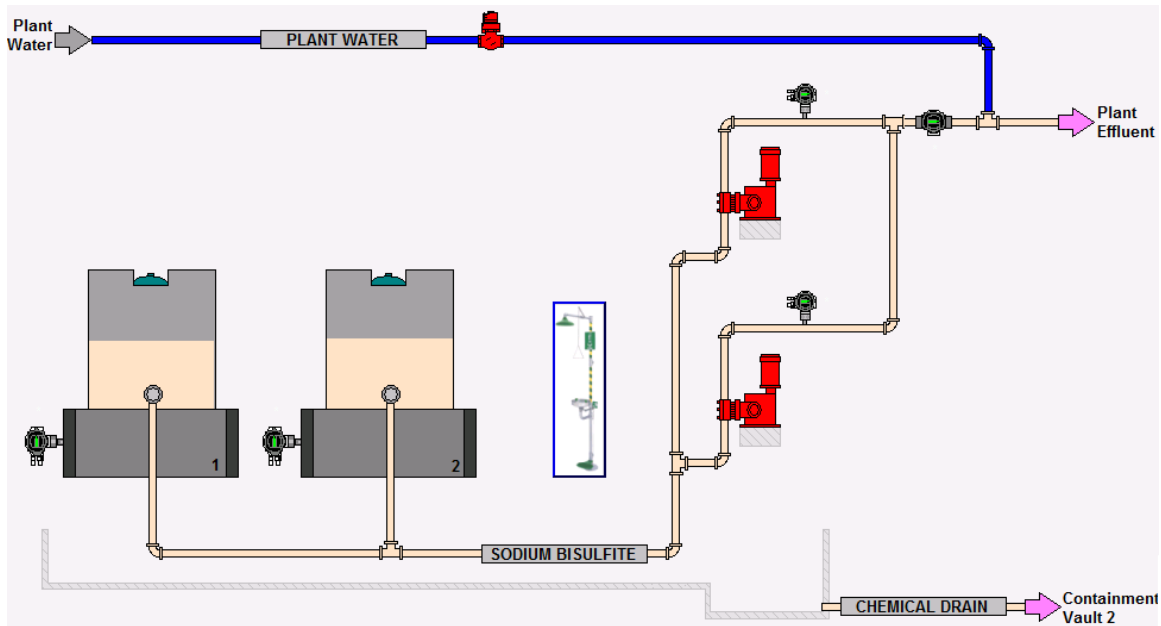 Plant
Water
PLANT WATER
Plant
Effluent
1
2
SODIUM BISULFITE
CHEMICAL DRAIN
Containment
Vault 2